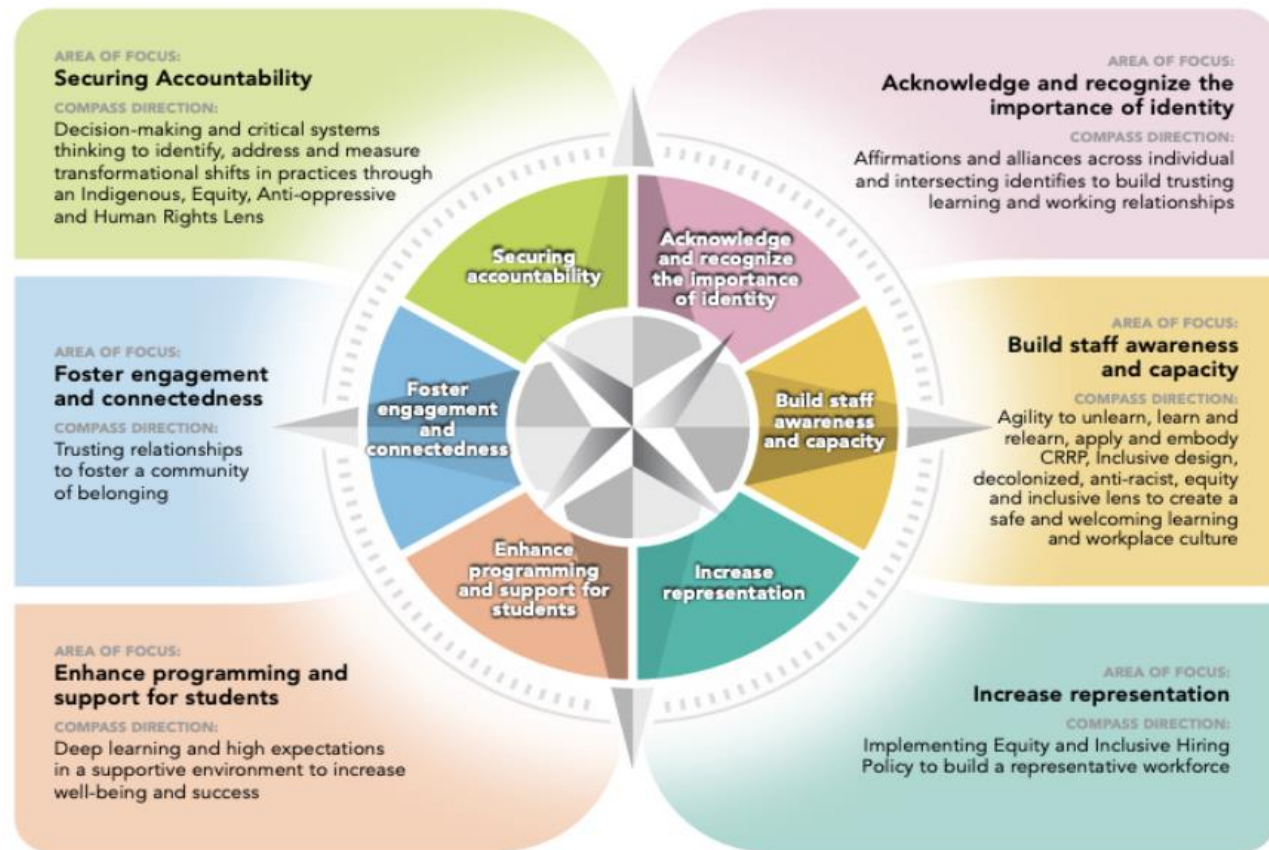 AREA OF FOCUS:
Securing Accountability
COMPASS DIRECTION:
Decision-making and critical systems
thinking to identify, address and measure
transformational shifts in practices through
an Indigenous, Equity, Anti-oppressive
and Human Rights Lens
AREA OF FOCUS:
Acknowledge and recognize the
importance of identity
COMPASS DIRECTION:
Affirmations and alliances across individual
and intersecting identifies to build trusting
learning and working relationships
AREA OF FOCUS:
Foster engagement
and connectedness
COMPASS DIRECTION:
Trusting relationships
to foster a community
of belonging
AREA OF FOCUS:
Build staff awareness
and capacity
COMPASS DIRECTION:
Agility to unlearn, learn and
relearn, apply and embody
CRRP, Inclusive design,
decolonized, anti-racist, equity
and inclusive lens to create a
safe and welcoming learning
and workplace culture
AREA OF FOCUS:
Enhance programming and
support for students
COMPASS DIRECTION:
Deep learning and high expectations
in a supportive environment to increase
well-being and success
AREA OF FOCUS:
Increase representation
COMPASS DIRECTION:
Implementing Equity and Inclusive Hiring
Policy to build a representative workforce
Securing
accountability
Acknowledge
and recognize
the importance
of identity
Foster
engagement
and
connectedness
Build staff
awareness
and capacity
Enhance
programming
and support for
students
Increase
representation